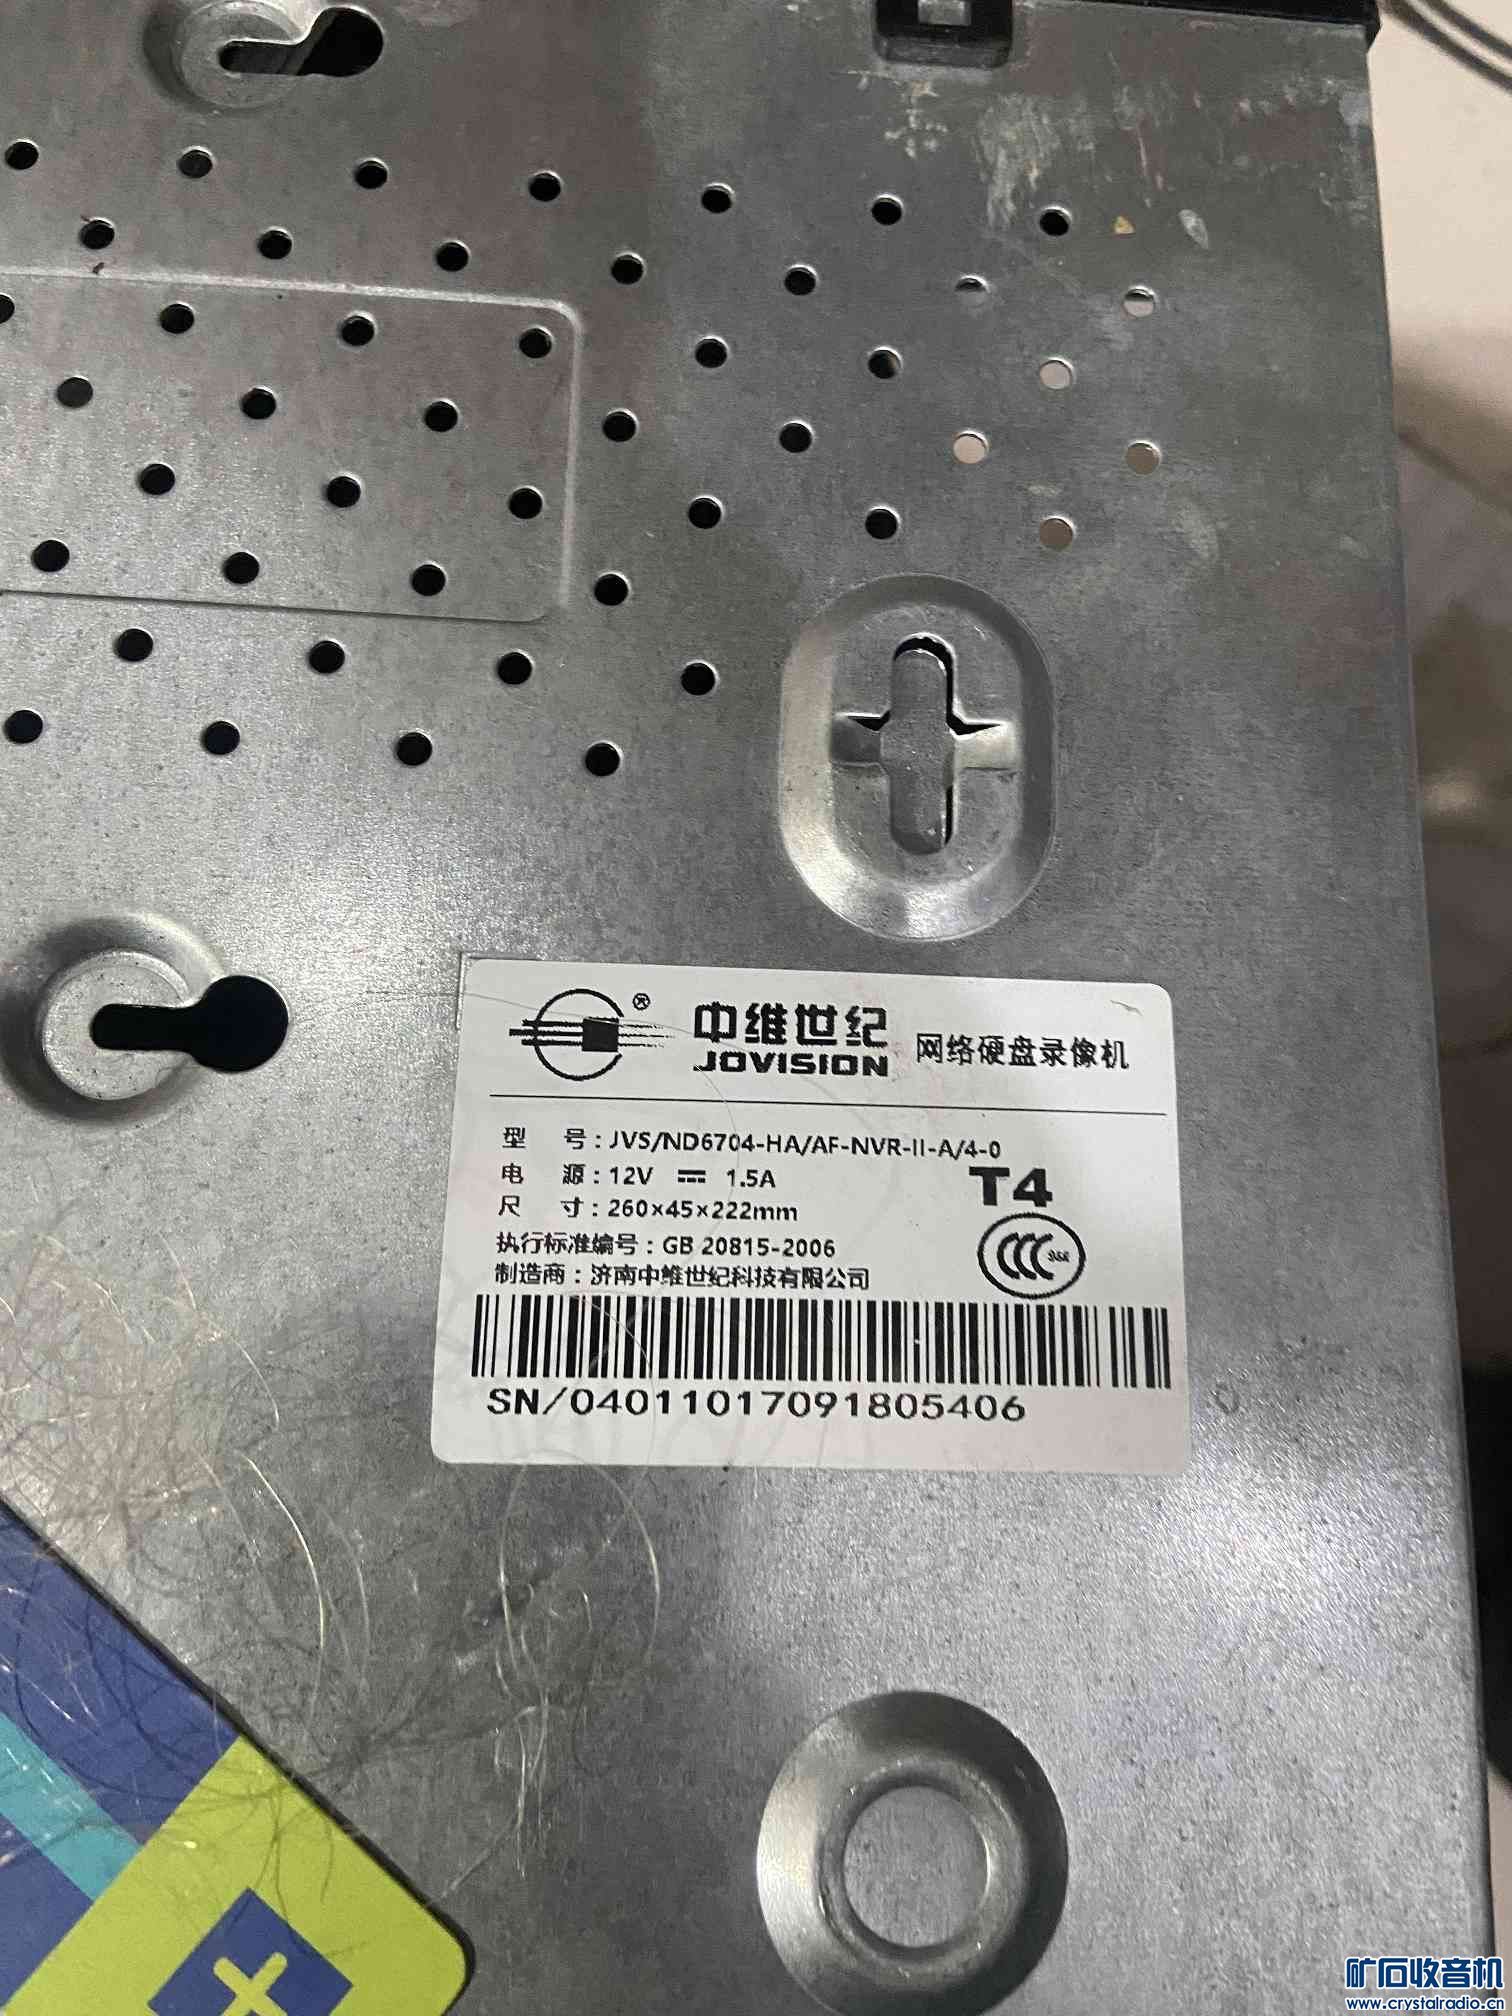 中维世纪 ®
JOVISION
网络硬盘录像机
型 号：JVS/ND6704-HA/AF-NVR-II-A/4-0
电 源：12V ⎓ 1.5A
T4
尺 寸：260×45×222mm
执行标准编号：GB 20815-2006
CCC S&E
制造商：济南中维世纪科技有限公司
SN/040110170918054​06
矿石收音机
www.crystalradio.cn